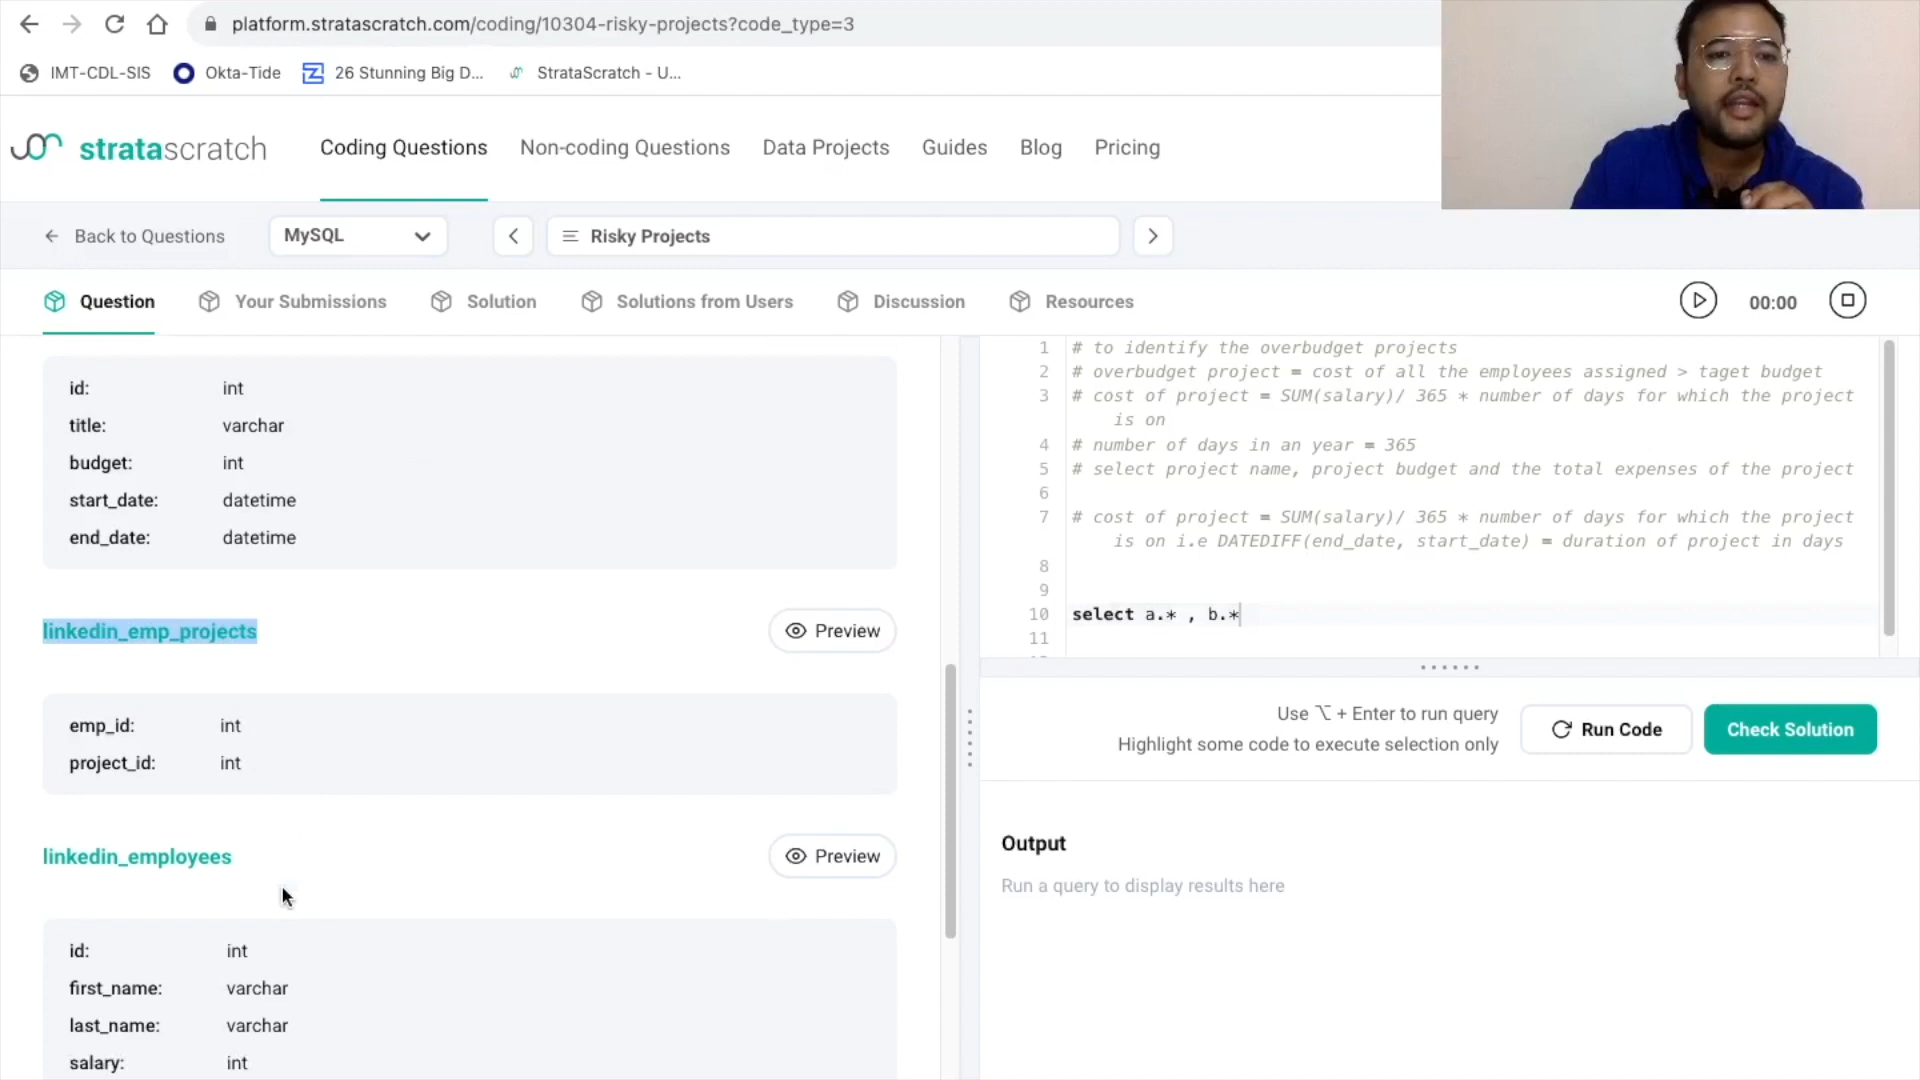 platform.stratascratch.com/coding/10304-risky-projects?code_type=3
IMT-CDL-SIS
Okta-Tide
26 Stunning Big D...
StrataScratch - U...
stratascratch
Coding Questions
Non-coding Questions
Data Projects
Guides
Blog
Pricing
Back to Questions
MySQL
Risky Projects
Question
Your Submissions
Solution
Solutions from Users
Discussion
Resources
00:00
id: int
title: varchar
budget: int
start_date: datetime
end_date: datetime
linkedin_emp_projects
Preview
emp_id: int
project_id: int
linkedin_employees
Preview
id: int
first_name: varchar
last_name: varchar
salary: int
1 # to identify the overbudget projects
2 # overbudget project = cost of all the employees assigned > taget budget
3 # cost of project = SUM(salary)/ 365 * number of days for which the project
is on
4 # number of days in an year = 365
5 # select project name, project budget and the total expenses of the project
6
7 # cost of project = SUM(salary)/ 365 * number of days for which the project
is on i.e DATEDIFF(end_date, start_date) = duration of project in days
8
9
10 select a.* , b.*
11
Use ⌥ + Enter to run query
Highlight some code to execute selection only
Run Code
Check Solution
Output
Run a query to display results here